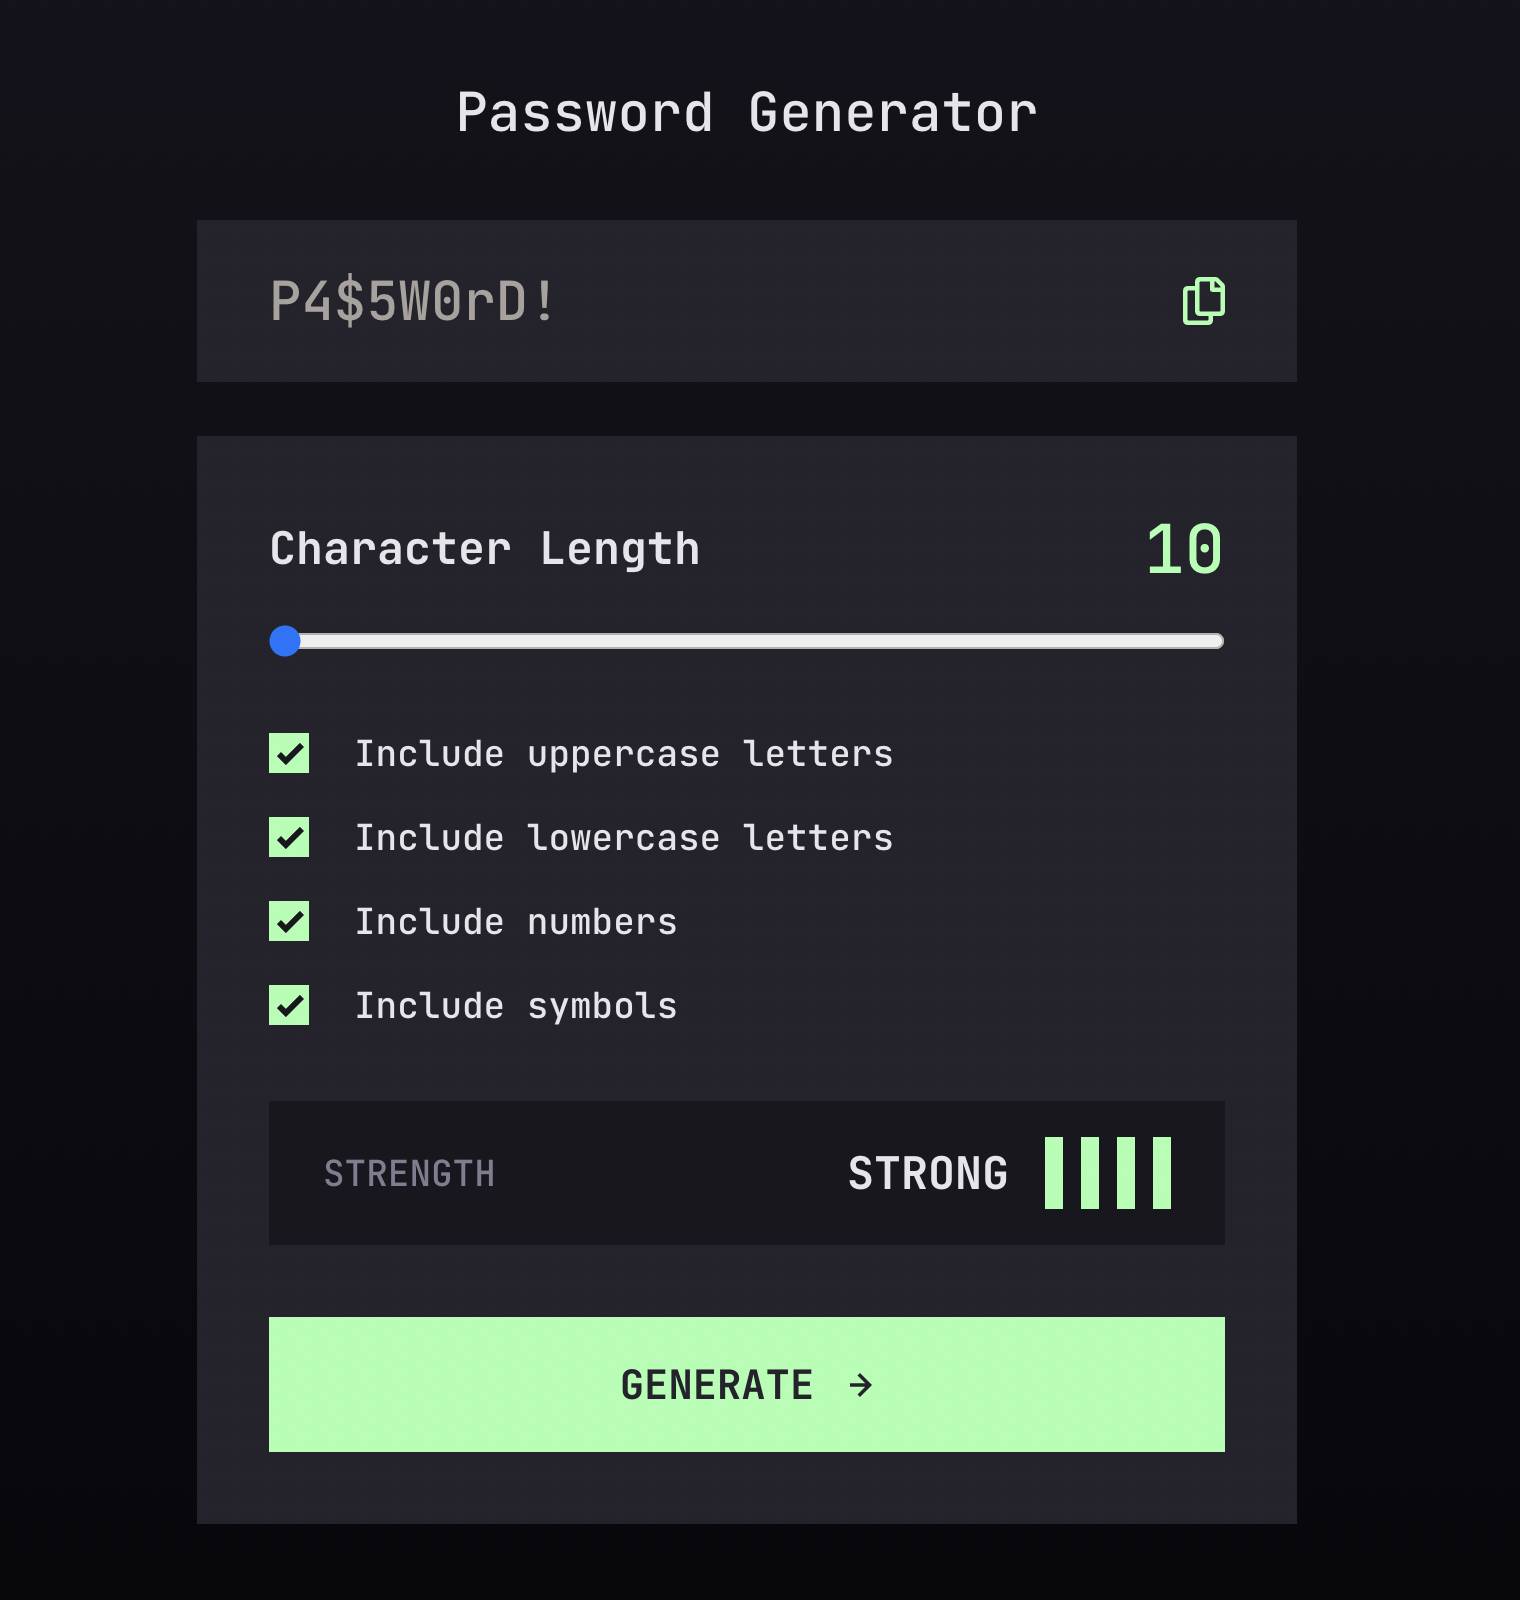 Password Generator
P4$5W0rD!
Character Length 10
Include uppercase letters
Include lowercase letters
Include numbers
Include symbols
STRENGTH STRONG
GENERATE →